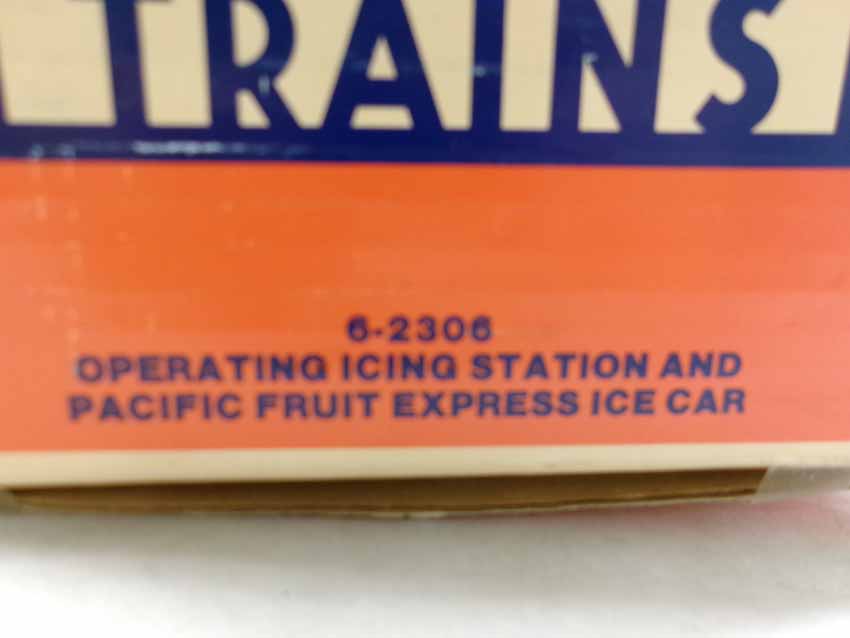 TRAINS
6-2306
OPERATING ICING STATION AND
PACIFIC FRUIT EXPRESS ICE CAR